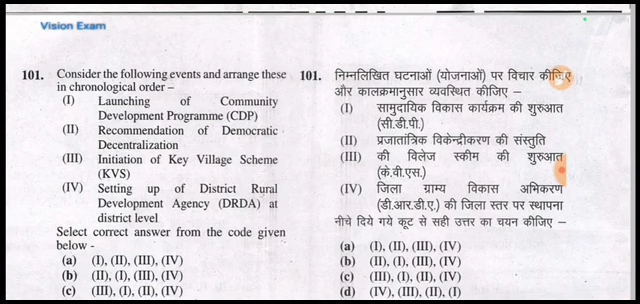 Vision Exam
101. Consider the following events and arrange these
in chronological order –
(I) Launching of Community
Development Programme (CDP)
(II) Recommendation of Democratic
Decentralization
(III) Initiation of Key Village Scheme
(KVS)
(IV) Setting up of District Rural
Development Agency (DRDA) at
district level
Select correct answer from the code given
below -
(a) (I), (II), (III), (IV)
(b) (II), (I), (III), (IV)
(c) (III), (I), (II), (IV)
101. निम्नलिखित घटनाओं (योजनाओं) पर विचार कीजिए
और कालक्रमानुसार व्यवस्थित कीजिए –
(I) सामुदायिक विकास कार्यक्रम की शुरुआत
(सी.डी.पी.)
(II) प्रजातांत्रिक विकेन्द्रीकरण की संस्तुति
(III) की विलेज स्कीम की शुरुआत
(के.वी.एस.)
(IV) जिला ग्राम्य विकास अभिकरण
(डी.आर.डी.ए.) की जिला स्तर पर स्थापना
नीचे दिये गये कूट से सही उत्तर का चयन कीजिए –
(a) (I), (II), (III), (IV)
(b) (II), (I), (III), (IV)
(c) (III), (I), (II), (IV)
(d) (IV), (III), (II), (I)